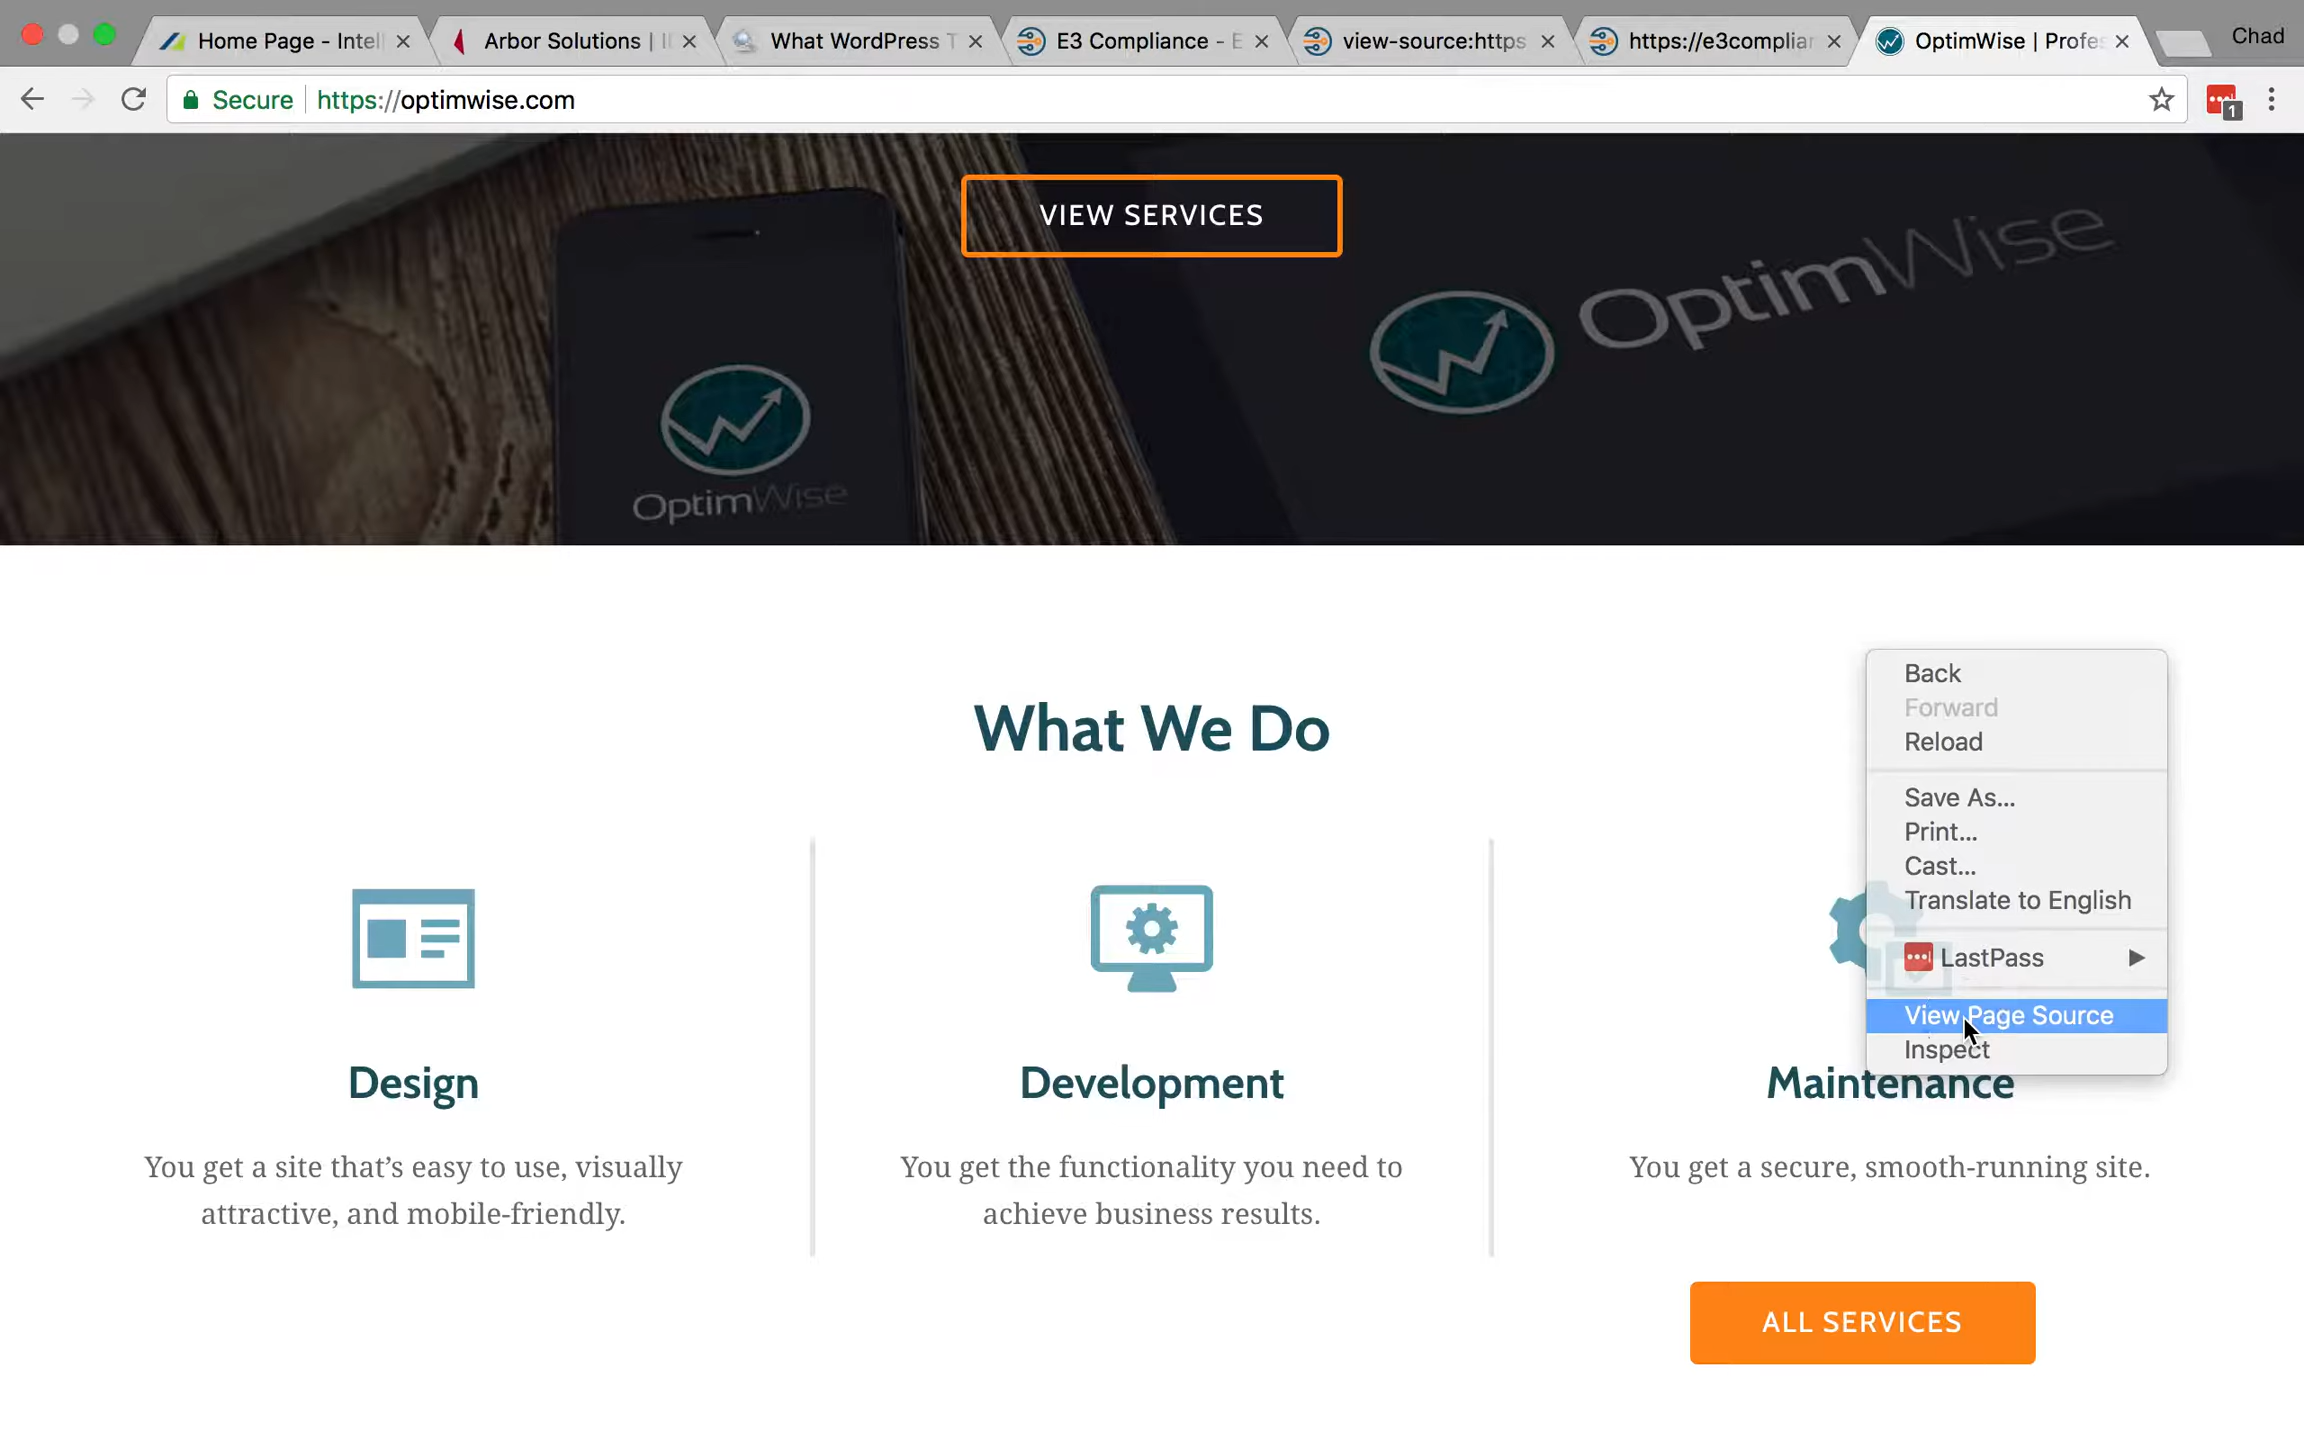 Home Page - Intel
Arbor Solutions | I
What WordPress T
E3 Compliance - E
view-source:https
https://e3complian
OptimWise | Profes
Chad
Secure
https://optimwise.com
1
VIEW SERVICES
OptimWise
OptimWise
What We Do
Back
Forward
Reload
Save As...
Print...
Cast...
Translate to English
LastPass
View Page Source
Inspect
Design
Development
Maintenance
You get a site that’s easy to use, visually
attractive, and mobile-friendly.
You get the functionality you need to
achieve business results.
You get a secure, smooth-running site.
ALL SERVICES